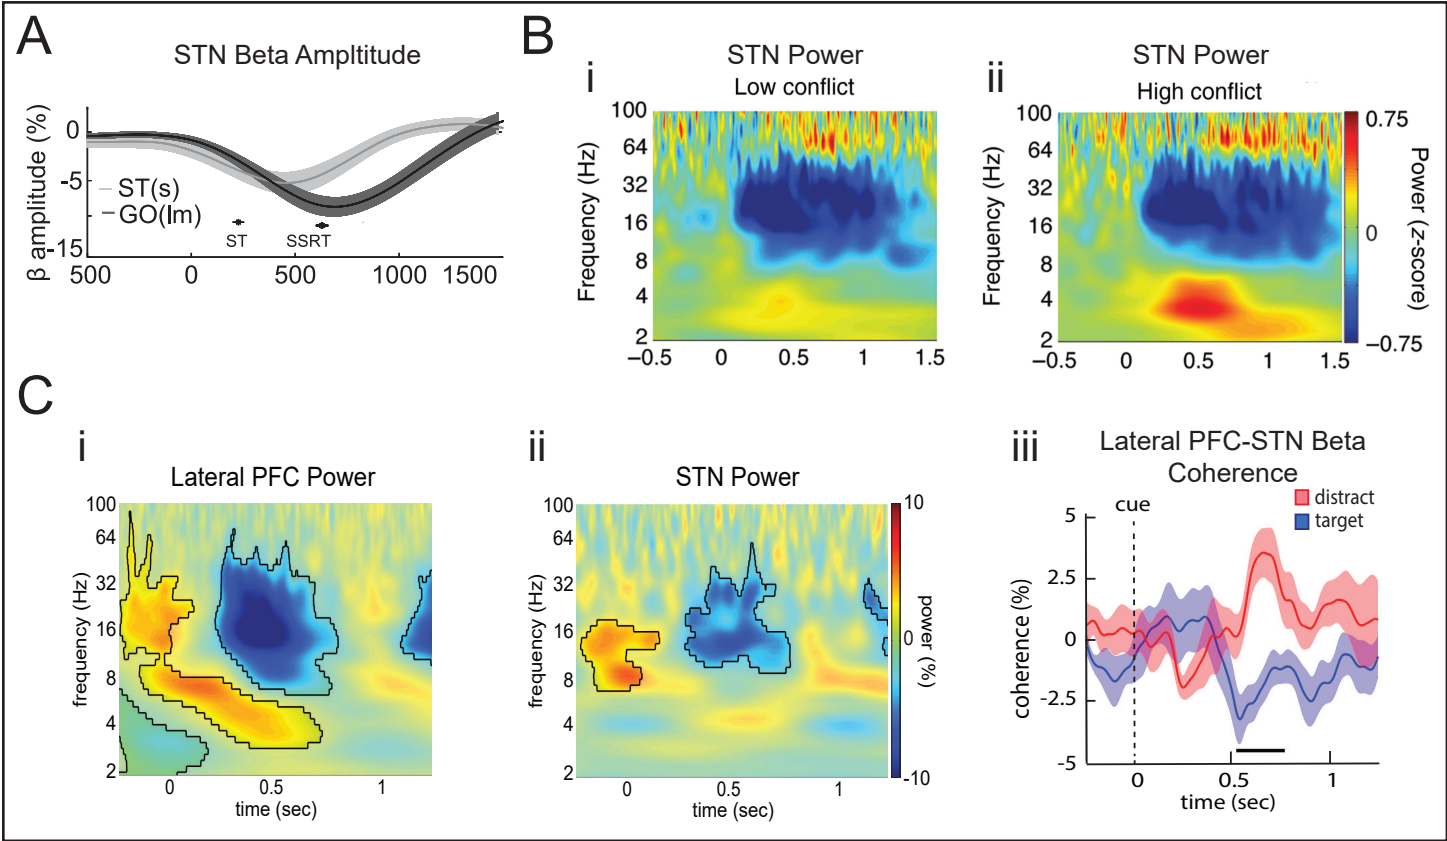 A
STN Beta Ampltitude
β amplitude (%)
0
-5
-15
ST(s)
GO(lm)
ST
SSRT
500
0
500
1000
1500
B
i
STN Power
Low conflict
Frequency (Hz)
100
64
32
16
8
4
2
−0.5
0
0.5
1
1.5
ii
STN Power
High conflict
Frequency (Hz)
100
64
32
16
8
4
2
−0.5
0
0.5
1
1.5
0.75
0
−0.75
Power (z-score)
C
i
Lateral PFC Power
frequency (Hz)
100
64
32
16
8
4
2
0
0.5
1
time (sec)
ii
STN Power
frequency (Hz)
100
64
32
16
8
4
2
0
0.5
1
time (sec)
10
0
-10
power (%)
iii
Lateral PFC-STN Beta
Coherence
distract
target
cue
coherence (%)
5
2.5
0
-2.5
-5
0
0.5
1
time (sec)